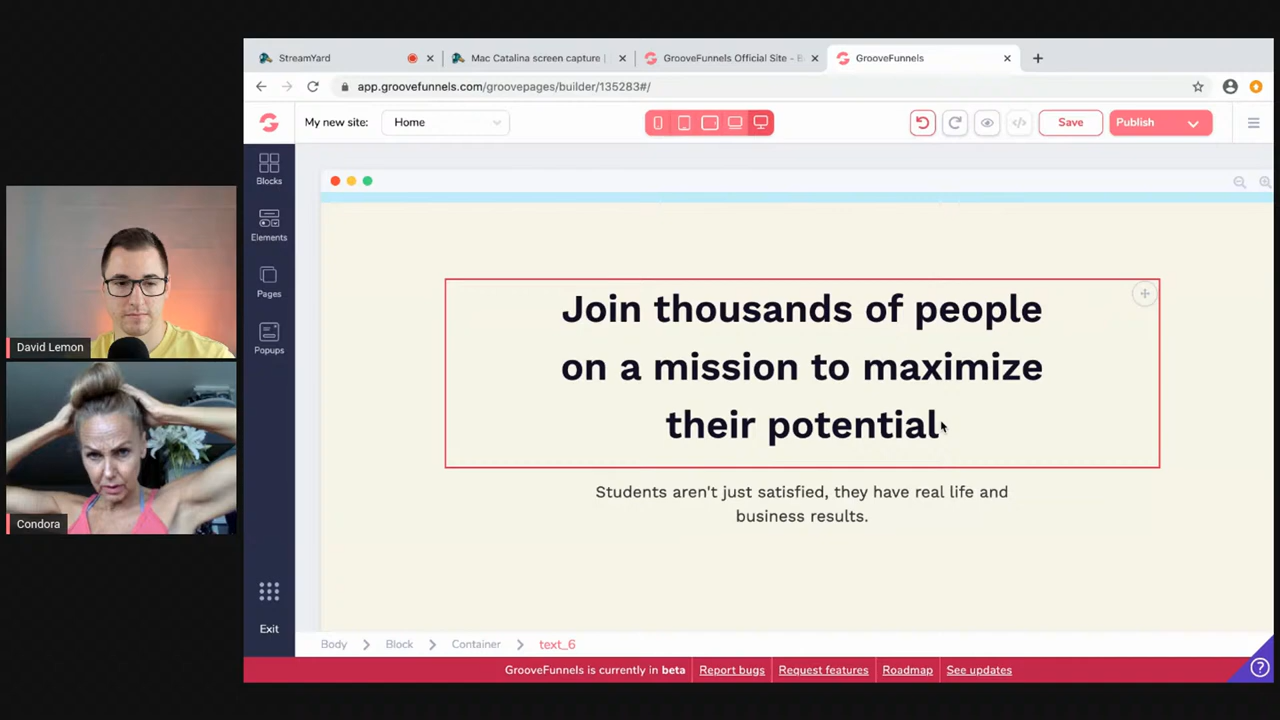 StreamYard
Mac Catalina screen capture |
GrooveFunnels Official Site - B
GrooveFunnels
app.groovefunnels.com/groovepages/builder/135283#/
My new site:
Home
Save
Publish
Blocks
Elements
Pages
Popups
Exit
Join thousands of people
on a mission to maximize
their potential
Students aren't just satisfied, they have real life and
business results.
David Lemon
Condora
Body
Block
Container
text_6
GrooveFunnels is currently in beta
Report bugs
Request features
Roadmap
See updates